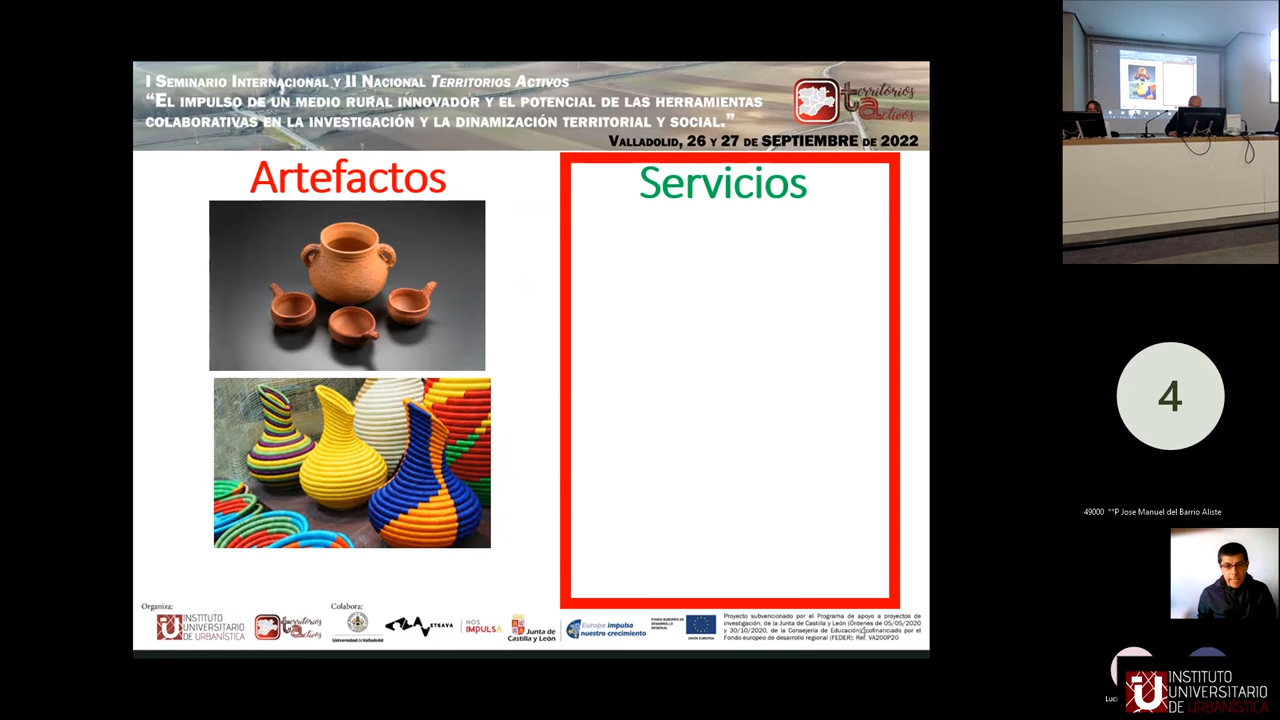 I SEMINARIO INTERNACIONAL Y II NACIONAL TERRITORIOS ACTIVOS
“EL IMPULSO DE UN MEDIO RURAL INNOVADOR Y EL POTENCIAL DE LAS HERRAMIENTAS
COLABORATIVAS EN LA INVESTIGACIÓN Y LA DINAMIZACIÓN TERRITORIAL Y SOCIAL.”
VALLADOLID, 26 Y 27 DE SEPTIEMBRE DE 2022
territorios
activos
Artefactos
Servicios
4
49000 **P Jose Manuel del Barrio Aliste
Organiza:
Colabora:
INSTITUTO
UNIVERSITARIO
DE URBANÍSTICA
territorios
activos
Universidad de Valladolid
ETSAVA
NOS
IMPULSA
Junta de
Castilla y León
Europa impulsa
nuestro crecimiento
FONDO EUROPEO DE
DESARROLLO
REGIONAL
UNIÓN EUROPEA
Proyecto subvencionado por el Programa de apoyo a proyectos de
investigación, de la Junta de Castilla y León (Órdenes de 05/05/2020
y 30/10/2020, de la Consejería de Educación) cofinanciado por el
Fondo europeo de desarrollo regional (FEDER): Ref. VA200P20
Luci
INSTITUTO
UNIVERSITARIO
DE URBANÍSTICA